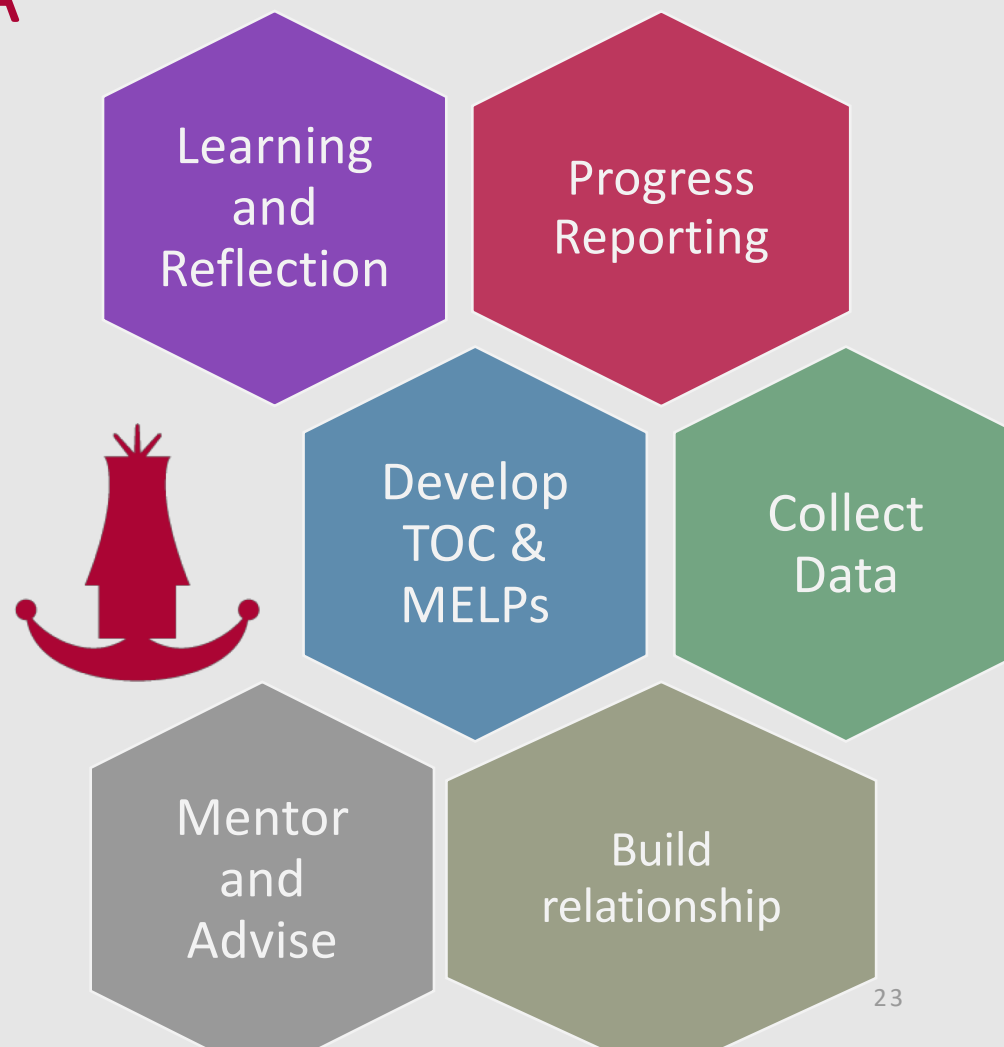 A
Learning
and
Reflection
Progress
Reporting
Develop
TOC &
MELPs
Collect
Data
Mentor
and
Advise
Build
relationship
23